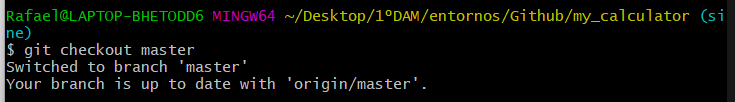 Rafael@LAPTOP-BHETODD6 MINGW64 ~/Desktop/1ºDAM/entornos/Github/my_calculator (si
ne)
$ git checkout master
Switched to branch 'master'
Your branch is up to date with 'origin/master'.